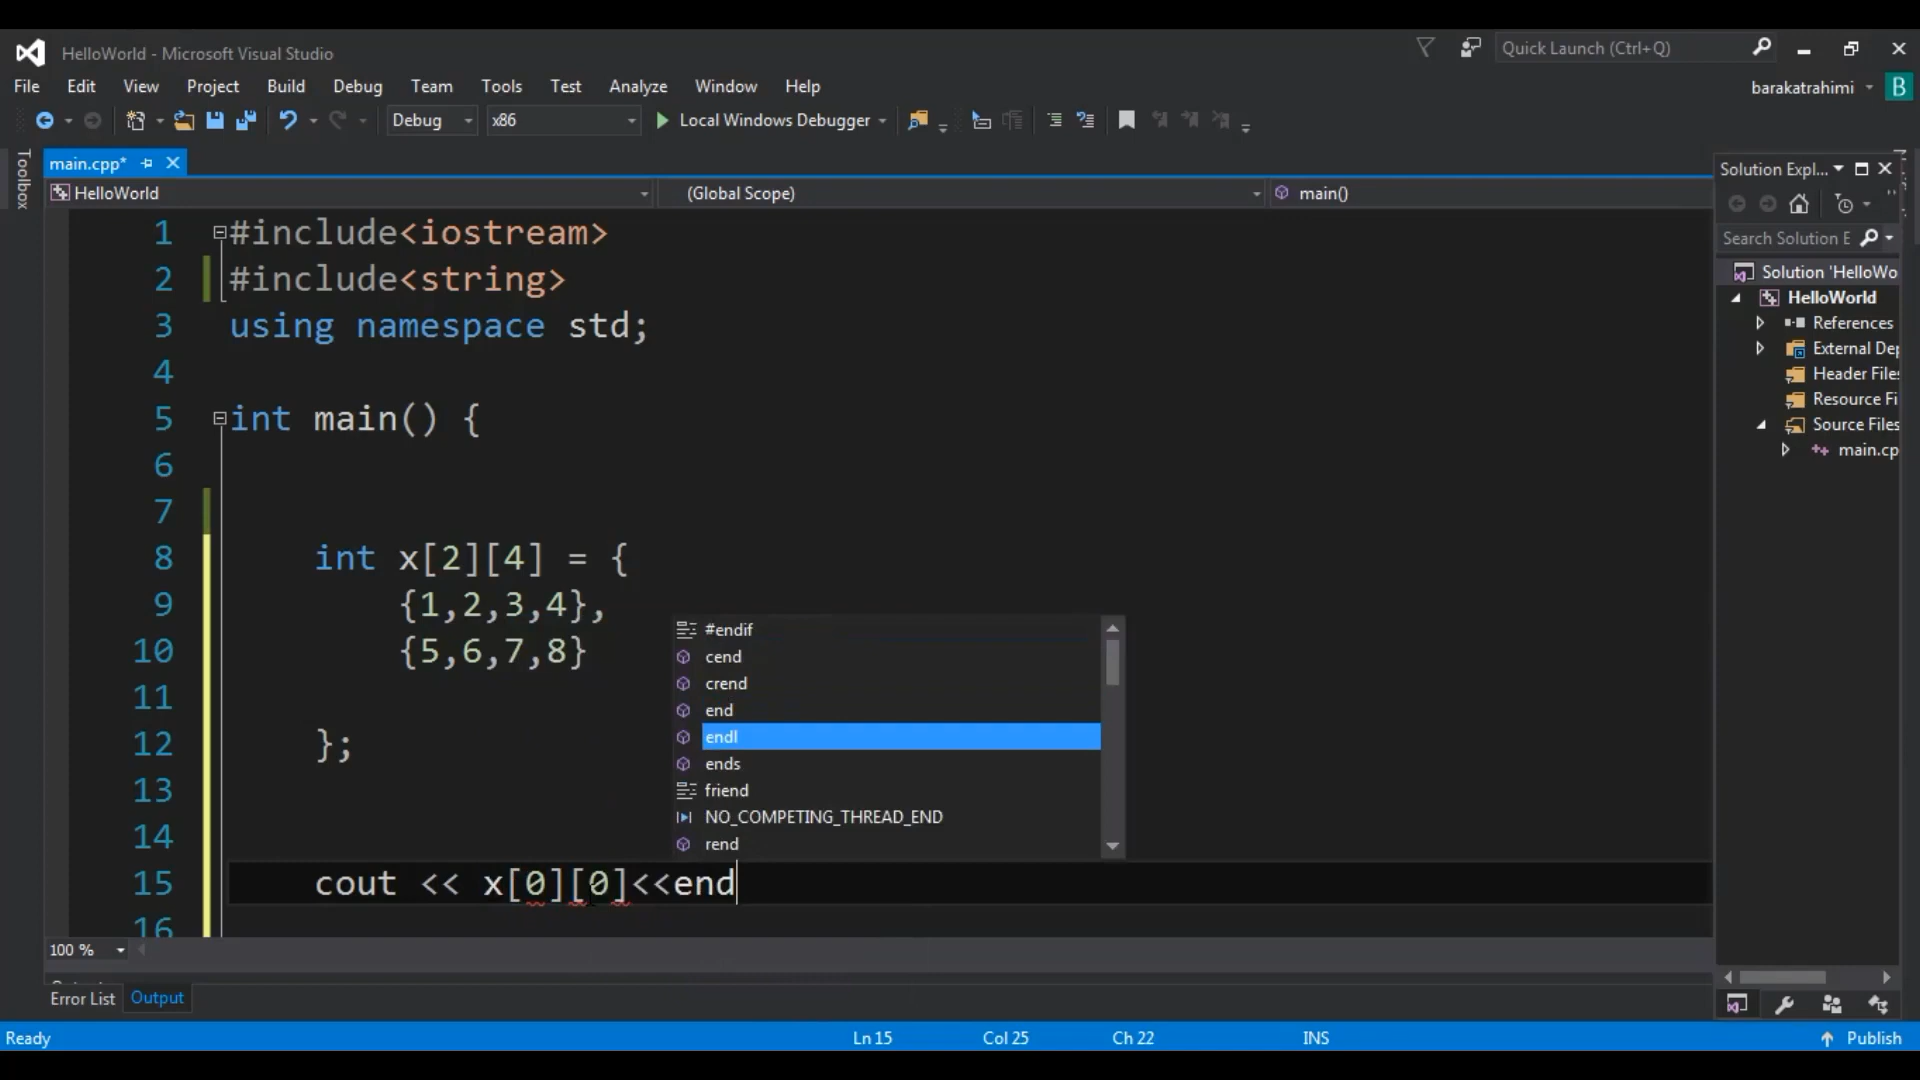 HelloWorld - Microsoft Visual Studio
Quick Launch (Ctrl+Q)
File Edit View Project Build Debug Team Tools Test Analyze Window Help
barakatrahimi B
Debug x86 Local Windows Debugger
Toolbox
main.cpp*
HelloWorld (Global Scope) main()
1 #include<iostream>
2 #include<string>
3 using namespace std;
4
5 int main() {
6
7
8 int x[2][4] = {
9 {1,2,3,4},
10 {5,6,7,8}
11
12 };
13
14
15 cout << x[0][0]<<end
16
#endif
cend
crend
end
endl
ends
friend
NO_COMPETING_THREAD_END
rend
Solution Expl...
Search Solution E
Solution 'HelloWo
HelloWorld
References
External Dep
Header Files
Resource Fi
Source Files
main.cp
100 %
Error List Output
Ready Ln 15 Col 25 Ch 22 INS Publish